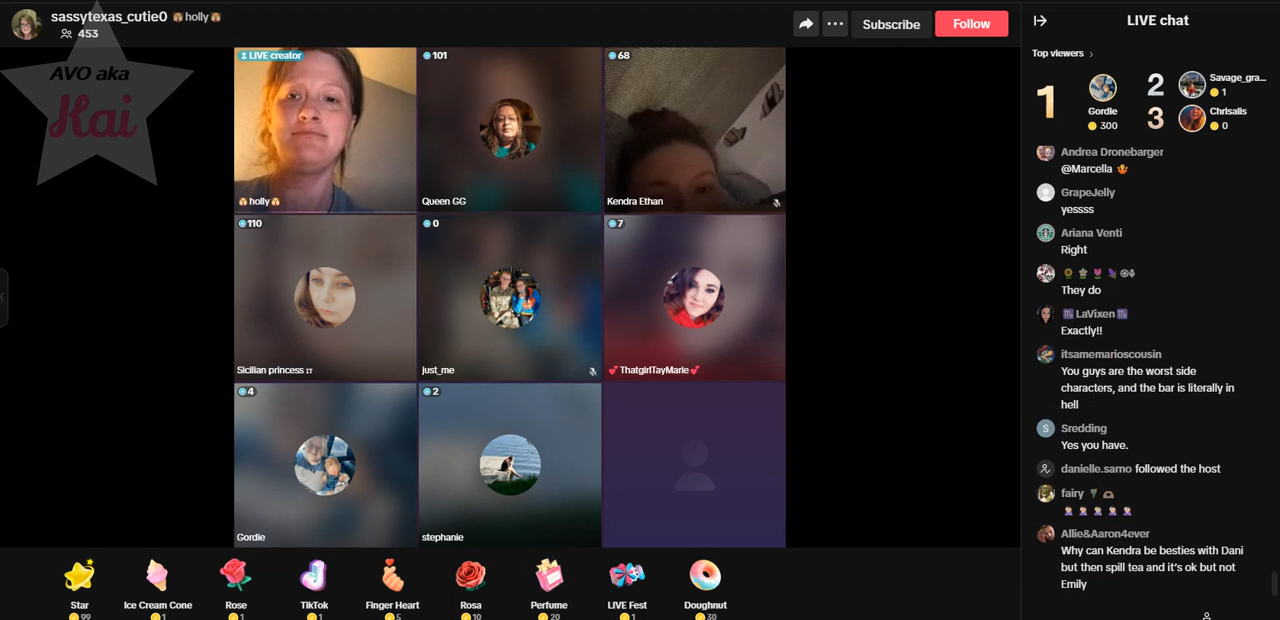 sassytexas_cutie0 🙈holly🙈
453
AVO aka
Kai
Subscribe
Follow
LIVE chat
LIVE creator
🙈holly🙈
101
Queen GG
68
Kendra Ethan
110
Sicilian princess
0
just_me
7
💕ThatgirlTayMarie💕
4
Gordie
2
stephanie
Star
99
Ice Cream Cone
1
Rose
1
TikTok
1
Finger Heart
5
Rosa
10
Perfume
20
LIVE Fest
1
Doughnut
30
Top viewers
1
Gordie
300
2
Savage_gra...
1
3
Chrisalis
0
Andrea Dronebarger
@Marcella
GrapeJelly
yessss
Ariana Venti
Right
They do
LaVixen
Exactly!!
itsamemarioscousin
You guys are the worst side
characters, and the bar is literally in
hell
S
Sredding
Yes you have.
danielle.samo followed the host
fairy
Allie&Aaron4ever
Why can Kendra be besties with Dani
but then spill tea and it's ok but not
Emily